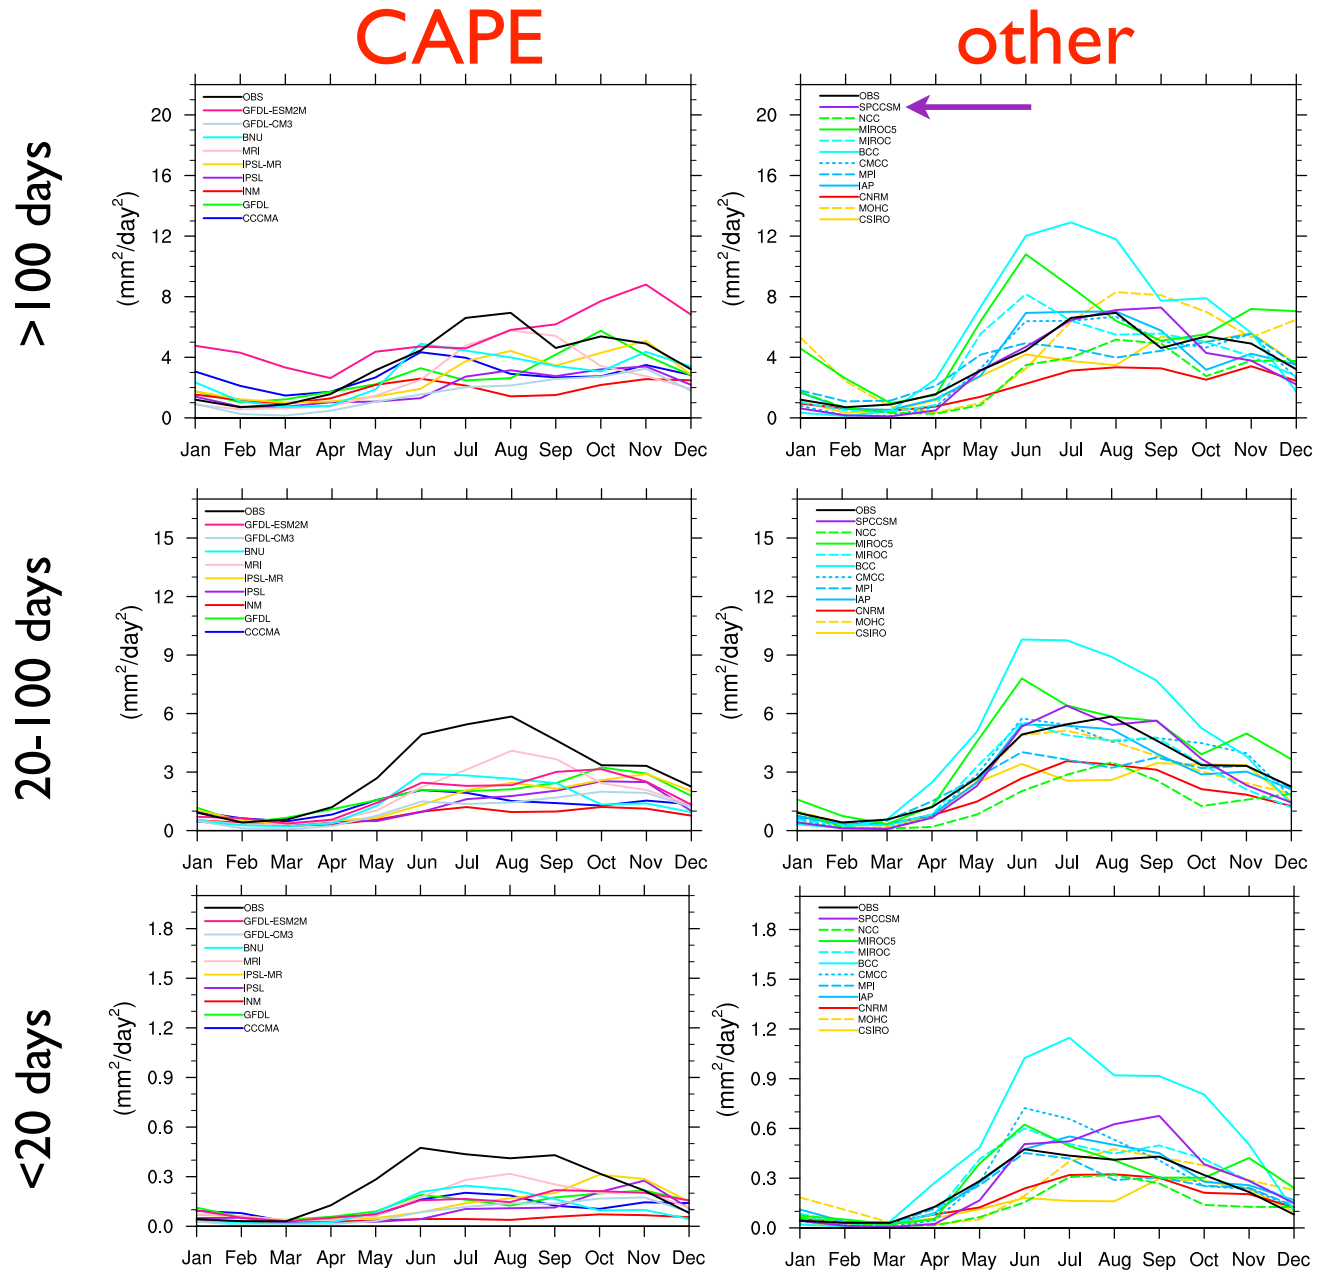 CAPE
other
>100 days
(mm²/day²)
20
16
12
8
4
0
OBS
GFDL-ESM2M
GFDL-CM3
BNU
MRI
IPSL-MR
IPSL
INM
GFDL
CCCMA
Jan Feb Mar Apr May Jun Jul Aug Sep Oct Nov Dec
(mm²/day²)
20
16
12
8
4
0
OBS
SPCCSM
NCC
MIROC5
MIROC
BCC
CMCC
MPI
IAP
CNRM
MOHC
CSIRO
Jan Feb Mar Apr May Jun Jul Aug Sep Oct Nov Dec
20-100 days
(mm²/day²)
15
12
9
6
3
0
OBS
GFDL-ESM2M
GFDL-CM3
BNU
MRI
IPSL-MR
IPSL
INM
GFDL
CCCMA
Jan Feb Mar Apr May Jun Jul Aug Sep Oct Nov Dec
(mm²/day²)
15
12
9
6
3
0
OBS
SPCCSM
NCC
MIROC5
MIROC
BCC
CMCC
MPI
IAP
CNRM
MOHC
CSIRO
Jan Feb Mar Apr May Jun Jul Aug Sep Oct Nov Dec
<20 days
(mm²/day²)
1.8
1.5
1.2
0.9
0.6
0.3
0.0
OBS
GFDL-ESM2M
GFDL-CM3
BNU
MRI
IPSL-MR
IPSL
INM
GFDL
CCCMA
Jan Feb Mar Apr May Jun Jul Aug Sep Oct Nov Dec
(mm²/day²)
1.8
1.5
1.2
0.9
0.6
0.3
0.0
OBS
SPCCSM
NCC
MIROC5
MIROC
BCC
CMCC
MPI
IAP
CNRM
MOHC
CSIRO
Jan Feb Mar Apr May Jun Jul Aug Sep Oct Nov Dec